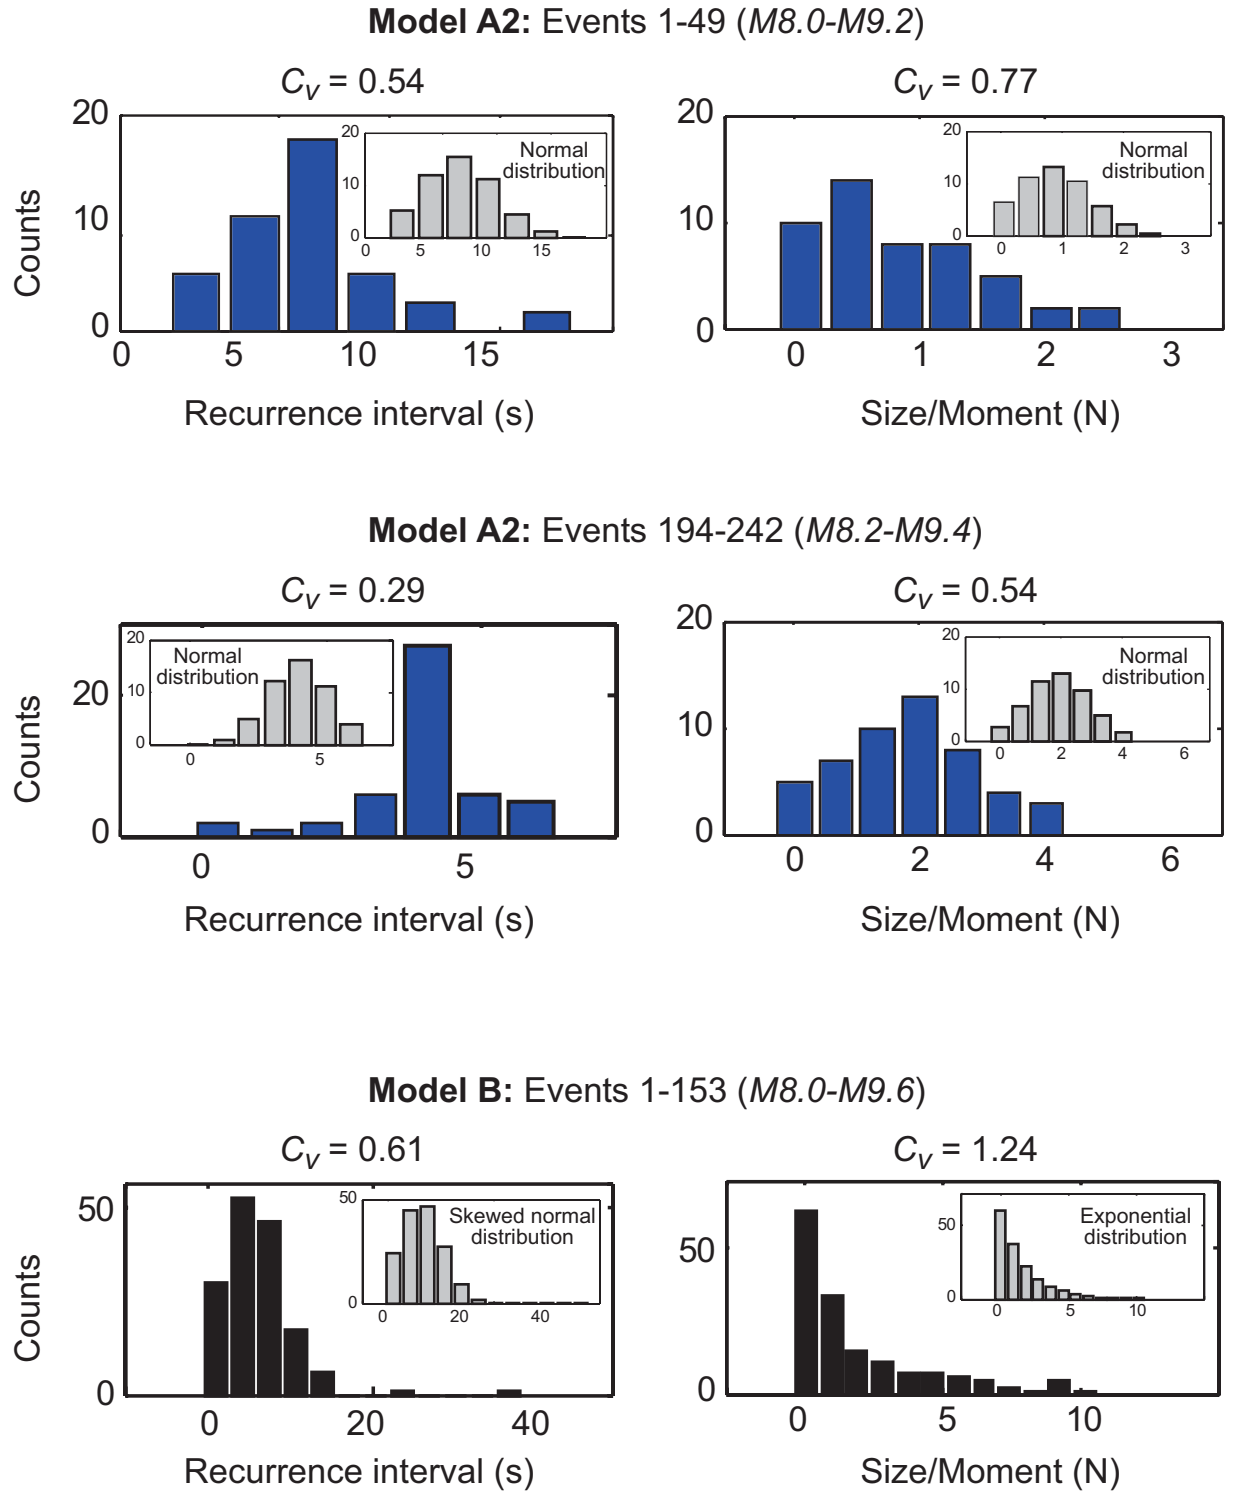 Model A2: Events 1-49 (M8.0-M9.2)
Cv = 0.54
Cv = 0.77
Counts
20
10
0
0 5 10 15
Recurrence interval (s)
20
10
0
0 5 10 15
Normal
distribution
20
10
0
0 1 2 3
Size/Moment (N)
20
10
0
0 1 2 3
Normal
distribution
Model A2: Events 194-242 (M8.2-M9.4)
Cv = 0.29
Cv = 0.54
Counts
20
0
0 5
Recurrence interval (s)
20
10
0
0 5
Normal
distribution
20
10
0
0 2 4 6
Size/Moment (N)
20
10
0
0 2 4 6
Normal
distribution
Model B: Events 1-153 (M8.0-M9.6)
Cv = 0.61
Cv = 1.24
Counts
50
0
0 20 40
Recurrence interval (s)
50
0
0 20 40
Skewed normal
distribution
50
0
0 5 10
Size/Moment (N)
50
0
0 5 10
Exponential
distribution